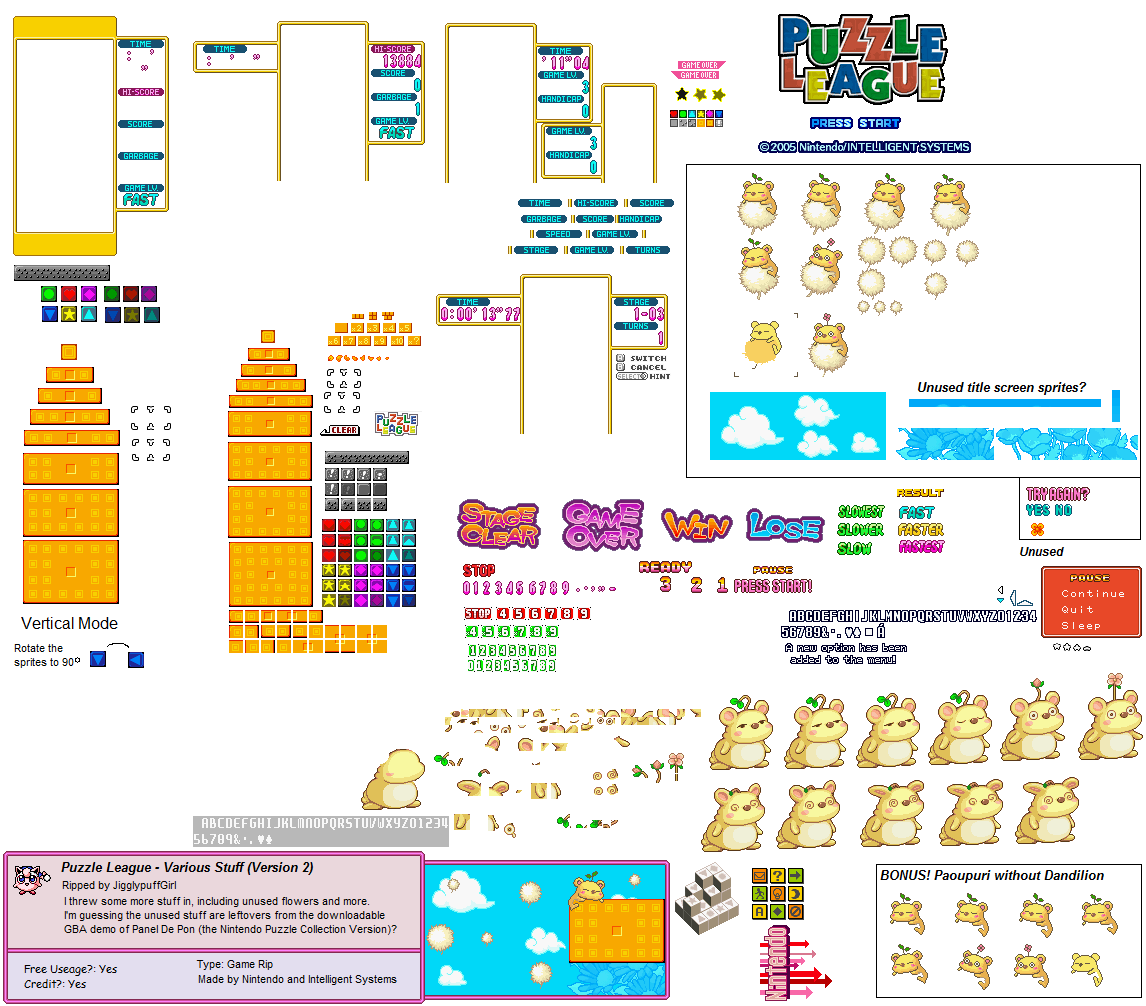 PUZZLE
LEAGUE
PRESS START
© 2005 Nintendo/INTELLIGENT SYSTEMS
TIME
' "
"
HI-SCORE
SCORE
GARBAGE
GAME LV.
FAST
TIME
' "
HI-SCORE
13884
SCORE
0
GARBAGE
1
GAME LV.
FAST
TIME
' 11"04
GAME LV.
3
HANDICAP
0
GAME LV.
3
HANDICAP
0
GAME OVER
GAME OVER
TIME HI-SCORE SCORE
GARBAGE SCORE HANDICAP
SPEED GAME LV.
STAGE GAME LV. TURNS
TIME
0:00'13"77
STAGE
1-03
TURNS
1
SWITCH
CANCEL
SELECT HINT
x2 x3 x4 x5
x6 x7 x8 x9 x10 x?
CLEAR
PUZZLE
LEAGUE
Unused title screen sprites?
STAGE
CLEAR
GAME
OVER
WIN
LOSE
SLOWEST
SLOWER
SLOW
RESULT
FAST
FASTER
FASTEST
TRY AGAIN?
YES NO
Unused
STOP
0123456789
READY
3 2 1
PAUSE
PRESS START!
STOP 4 5 6 7 8 9
4 5 6 7 8 9
ABCDEFGHIJKLMNOPQRSTUVWXYZ01234
56789&·.♥♣ ■ Á
A new option has been
added to the menu!
PAUSE
Continue
Quit
Sleep
Vertical Mode
Rotate the
sprites to 90º
ABCDEFGHIJKLMNOPQRSTUVWXYZ01234
56789&·.♥♣
Puzzle League - Various Stuff (Version 2)
Ripped by JigglypuffGirl
I threw some more stuff in, including unused flowers and more.
I'm guessing the unused stuff are leftovers from the downloadable
GBA demo of Panel De Pon (the Nintendo Puzzle Collection Version)?
Free Useage?: Yes
Credit?: Yes
Type: Game Rip
Made by Nintendo and Intelligent Systems
?
A
Nintendo
BONUS! Paoupuri without Dandilion